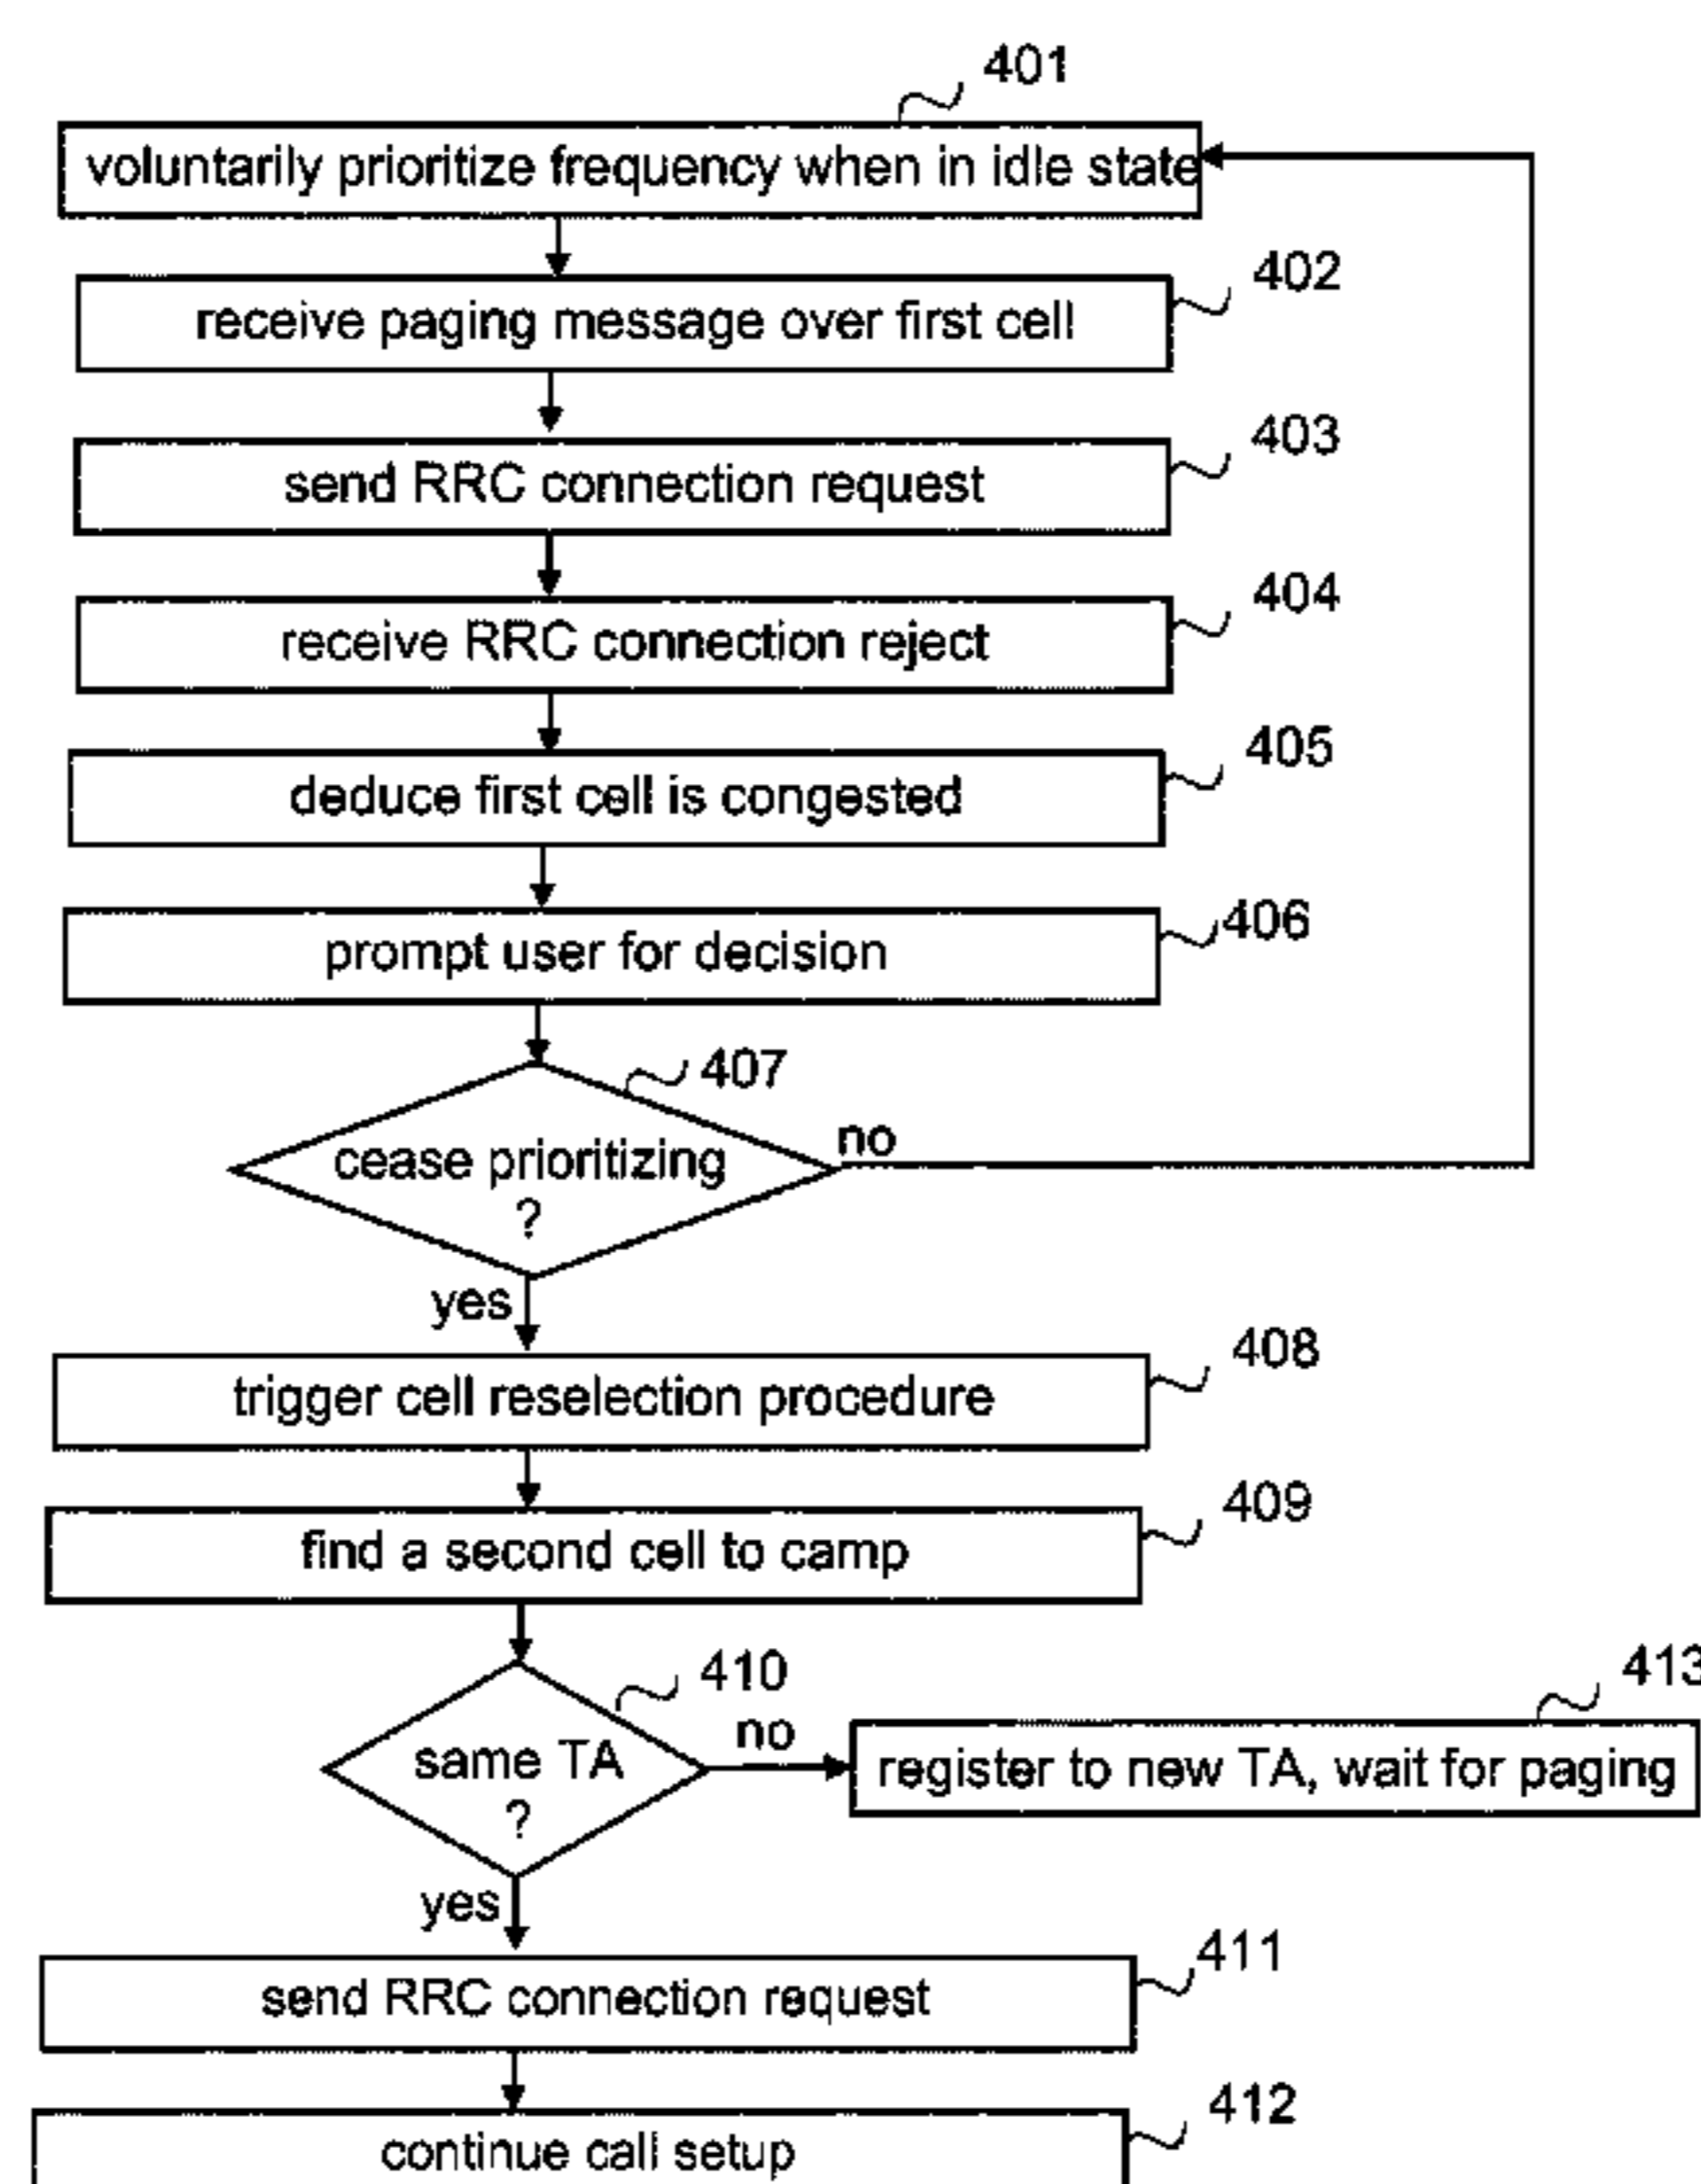 401
voluntarily prioritize frequency when in idle state
402
receive paging message over first cell
403
send RRC connection request
404
receive RRC connection reject
405
deduce first cell is congested
406
prompt user for decision
407
cease prioritizing
?
no
yes
408
trigger cell reselection procedure
409
find a second cell to camp
410
same TA
?
no
413
register to new TA, wait for paging
yes
411
send RRC connection request
412
continue call setup